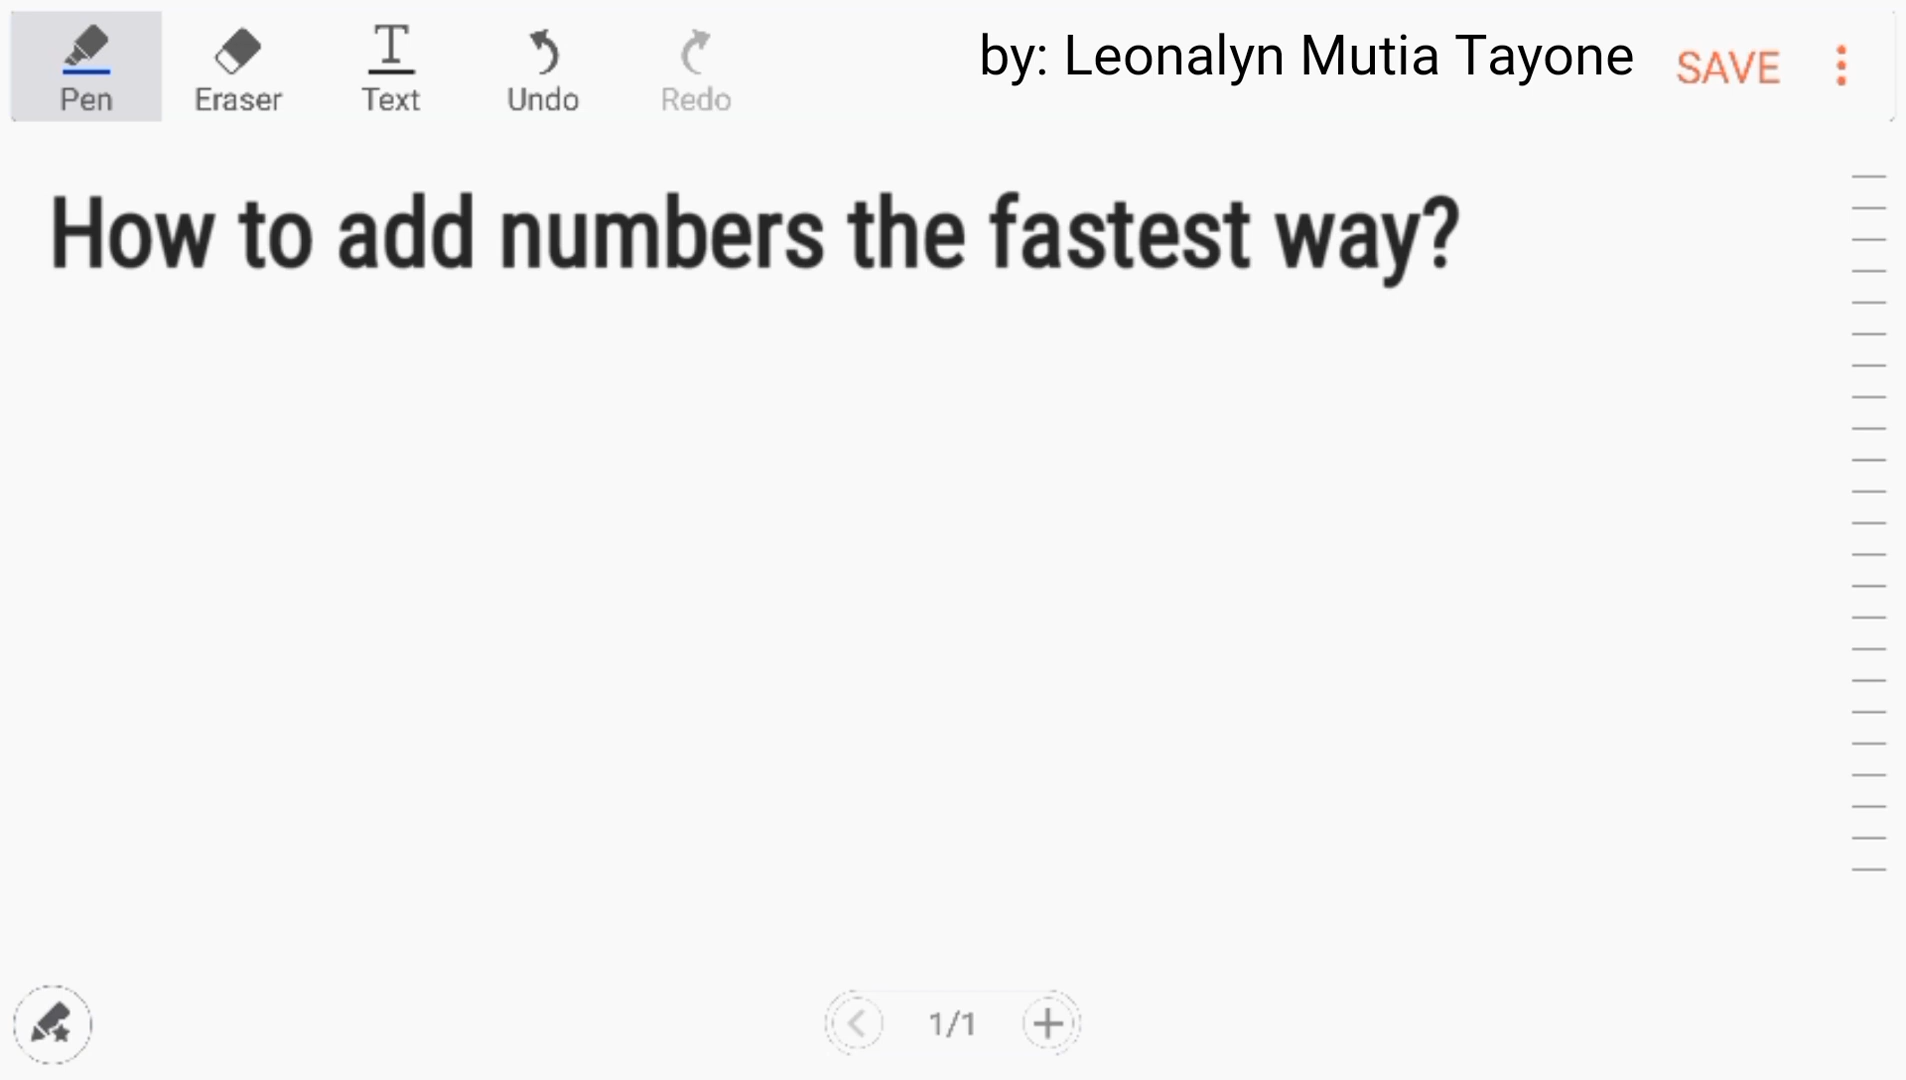 Pen Eraser Text Undo Redo by: Leonalyn Mutia Tayone SAVE
How to add numbers the fastest way?
1/1